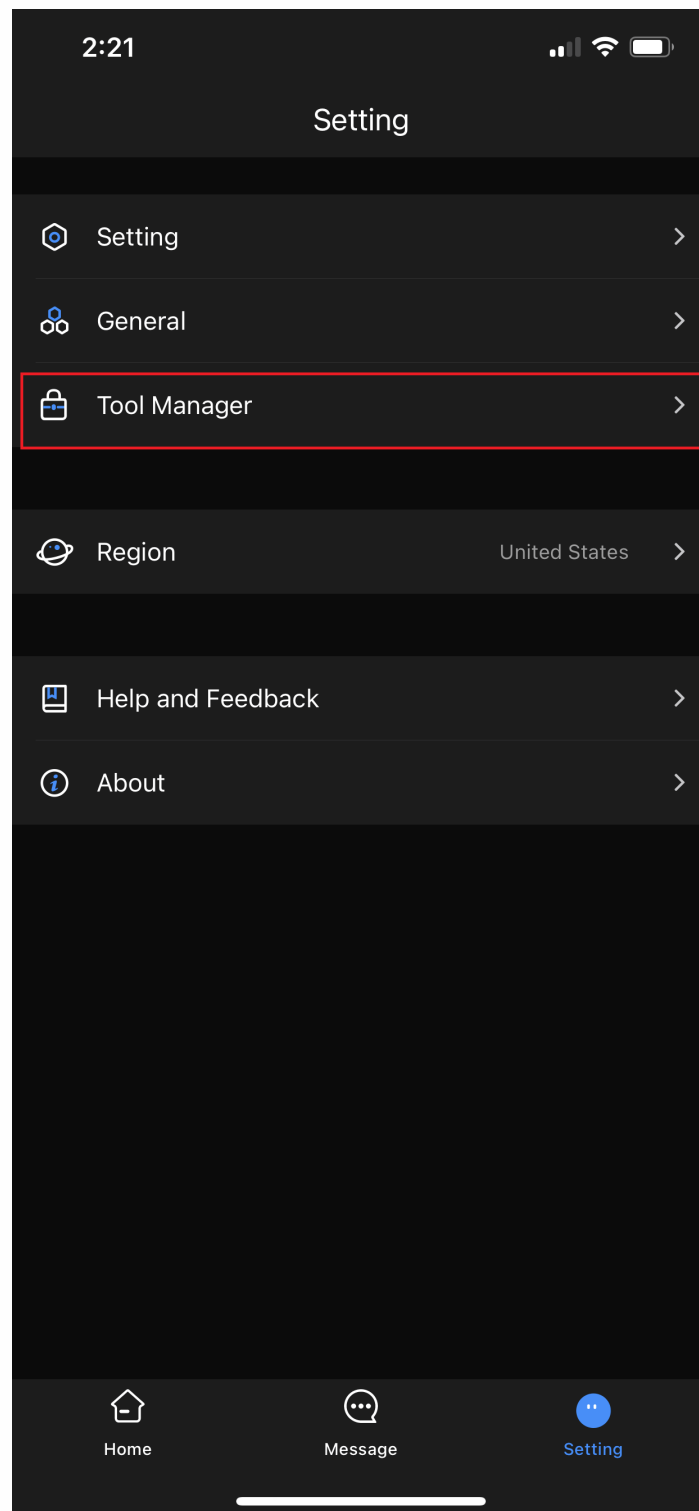 2:21
Setting
Setting
General
Tool Manager
Region United States
Help and Feedback
About
Home Message Setting